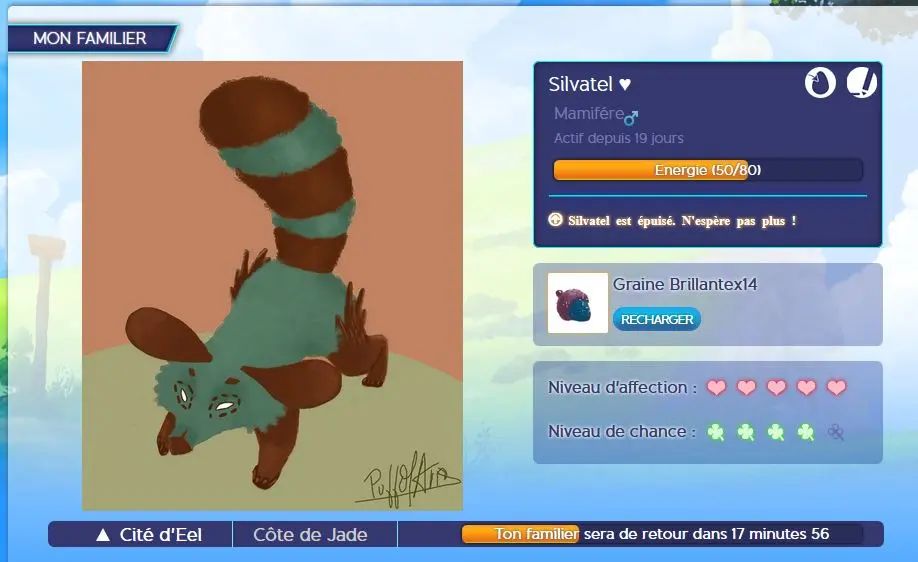 MON FAMILIER
Silvatel ♥
Mamifére♂
Actif depuis 19 jours
Energie (50/80)
Silvatel est épuisé. N'espère pas plus !
Graine Brillantex14
RECHARGER
Niveau d'affection :
Niveau de chance :
PuffOfAir
▲ Cité d'Eel
Côte de Jade
Ton familier sera de retour dans 17 minutes 56